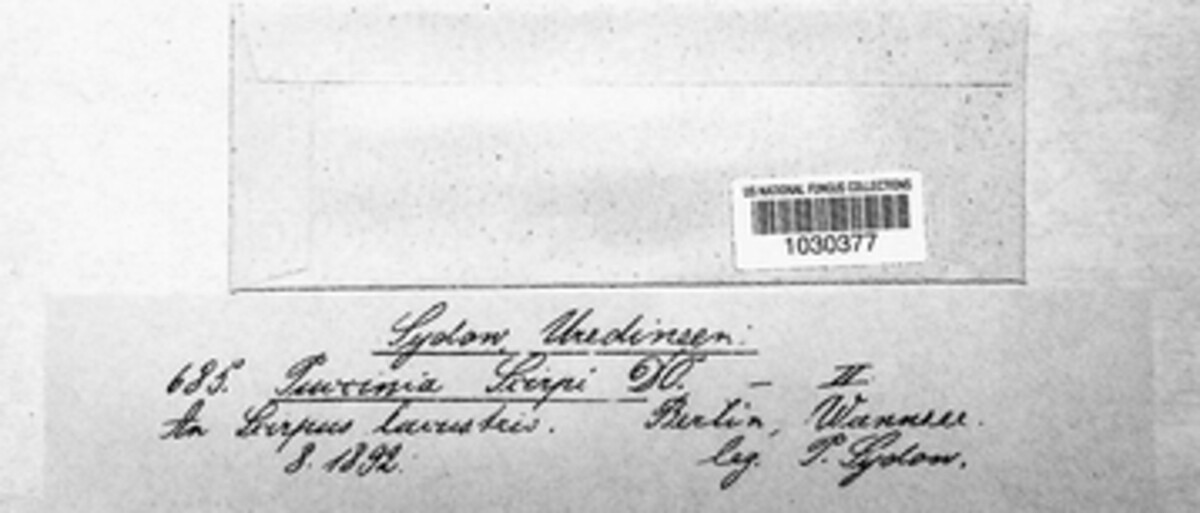 US NATIONAL FUNGUS COLLECTIONS
1030377
Sydow, Uredineen.
685. Puccinia Scirpi DC. — II.
An Scirpus lacustris. Berlin, Wannsee.
8. 1892. leg. P. Sydow.